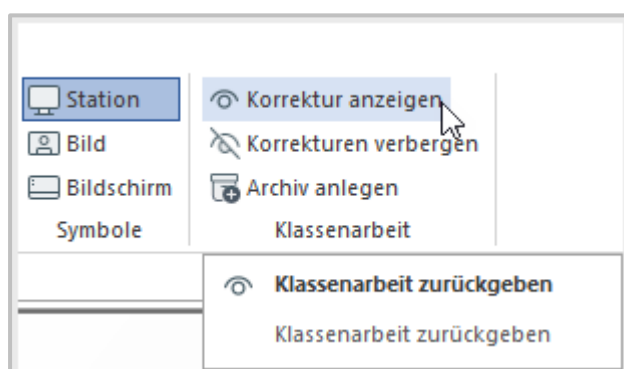 Station
Bild
Bildschirm
Symbole
Korrektur anzeigen
Korrekturen verbergen
Archiv anlegen
Klassenarbeit
Klassenarbeit zurückgeben
Klassenarbeit zurückgeben